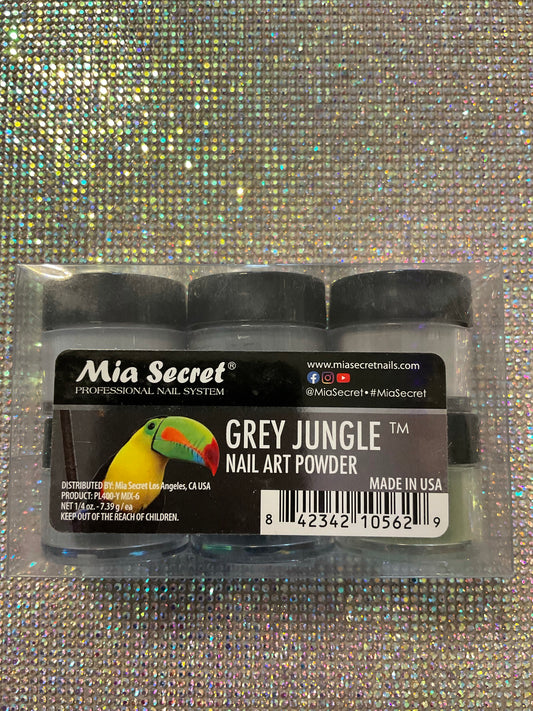 Mia Secret®
PROFESSIONAL NAIL SYSTEM
www.miasecretnails.com
@MiaSecret • #MiaSecret
GREY JUNGLE ™
NAIL ART POWDER
DISTRIBUTED BY: Mia Secret Los Angeles, CA USA
PRODUCT: PL400-Y MIX-6
NET 1/4 oz. - 7.39 g / ea
KEEP OUT OF THE REACH OF CHILDREN.
MADE IN USA
8 42342 10562 9